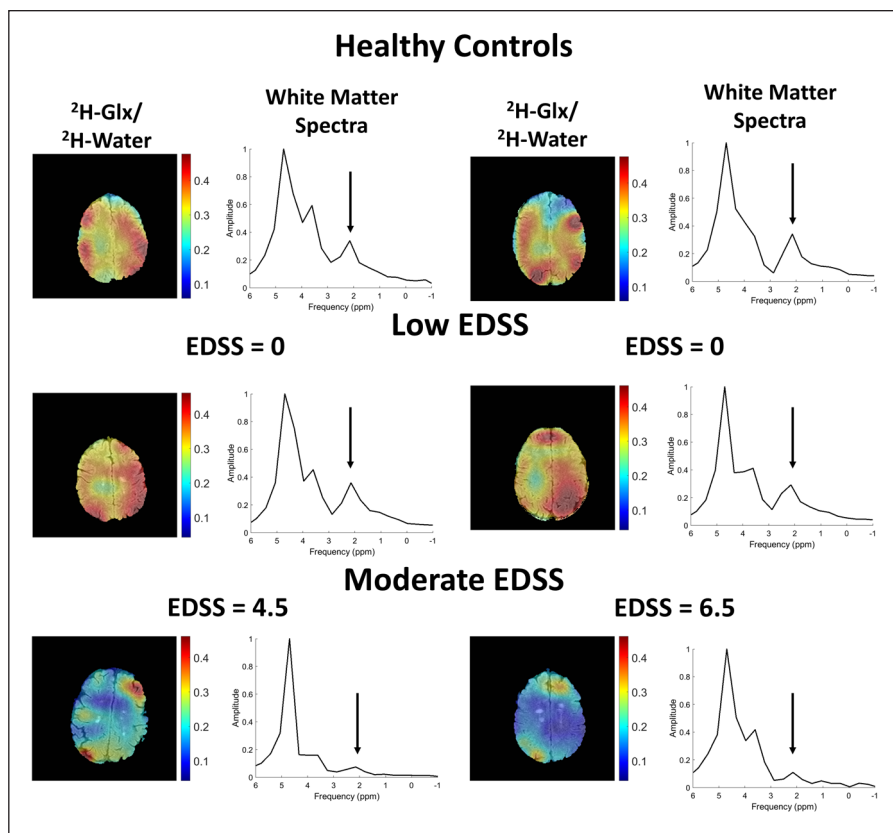 Healthy Controls
²H-Glx/
²H-Water
White Matter
Spectra
²H-Glx/
²H-Water
White Matter
Spectra
0.4
0.3
0.2
0.1
Amplitude
1
0.8
0.6
0.4
0.2
0
6 5 4 3 2 1 0 -1
Frequency (ppm)
0.4
0.3
0.2
0.1
Amplitude
1
0.8
0.6
0.4
0.2
0
6 5 4 3 2 1 0 -1
Frequency (ppm)
Low EDSS
EDSS = 0
EDSS = 0
0.4
0.3
0.2
0.1
Amplitude
1
0.8
0.6
0.4
0.2
0
6 5 4 3 2 1 0 -1
Frequency (ppm)
0.4
0.3
0.2
0.1
Amplitude
1
0.8
0.6
0.4
0.2
0
6 5 4 3 2 1 0 -1
Frequency (ppm)
Moderate EDSS
EDSS = 4.5
EDSS = 6.5
0.4
0.3
0.2
0.1
Amplitude
1
0.8
0.6
0.4
0.2
0
6 5 4 3 2 1 0 -1
Frequency (ppm)
0.4
0.3
0.2
0.1
Amplitude
1
0.8
0.6
0.4
0.2
0
6 5 4 3 2 1 0 -1
Frequency (ppm)